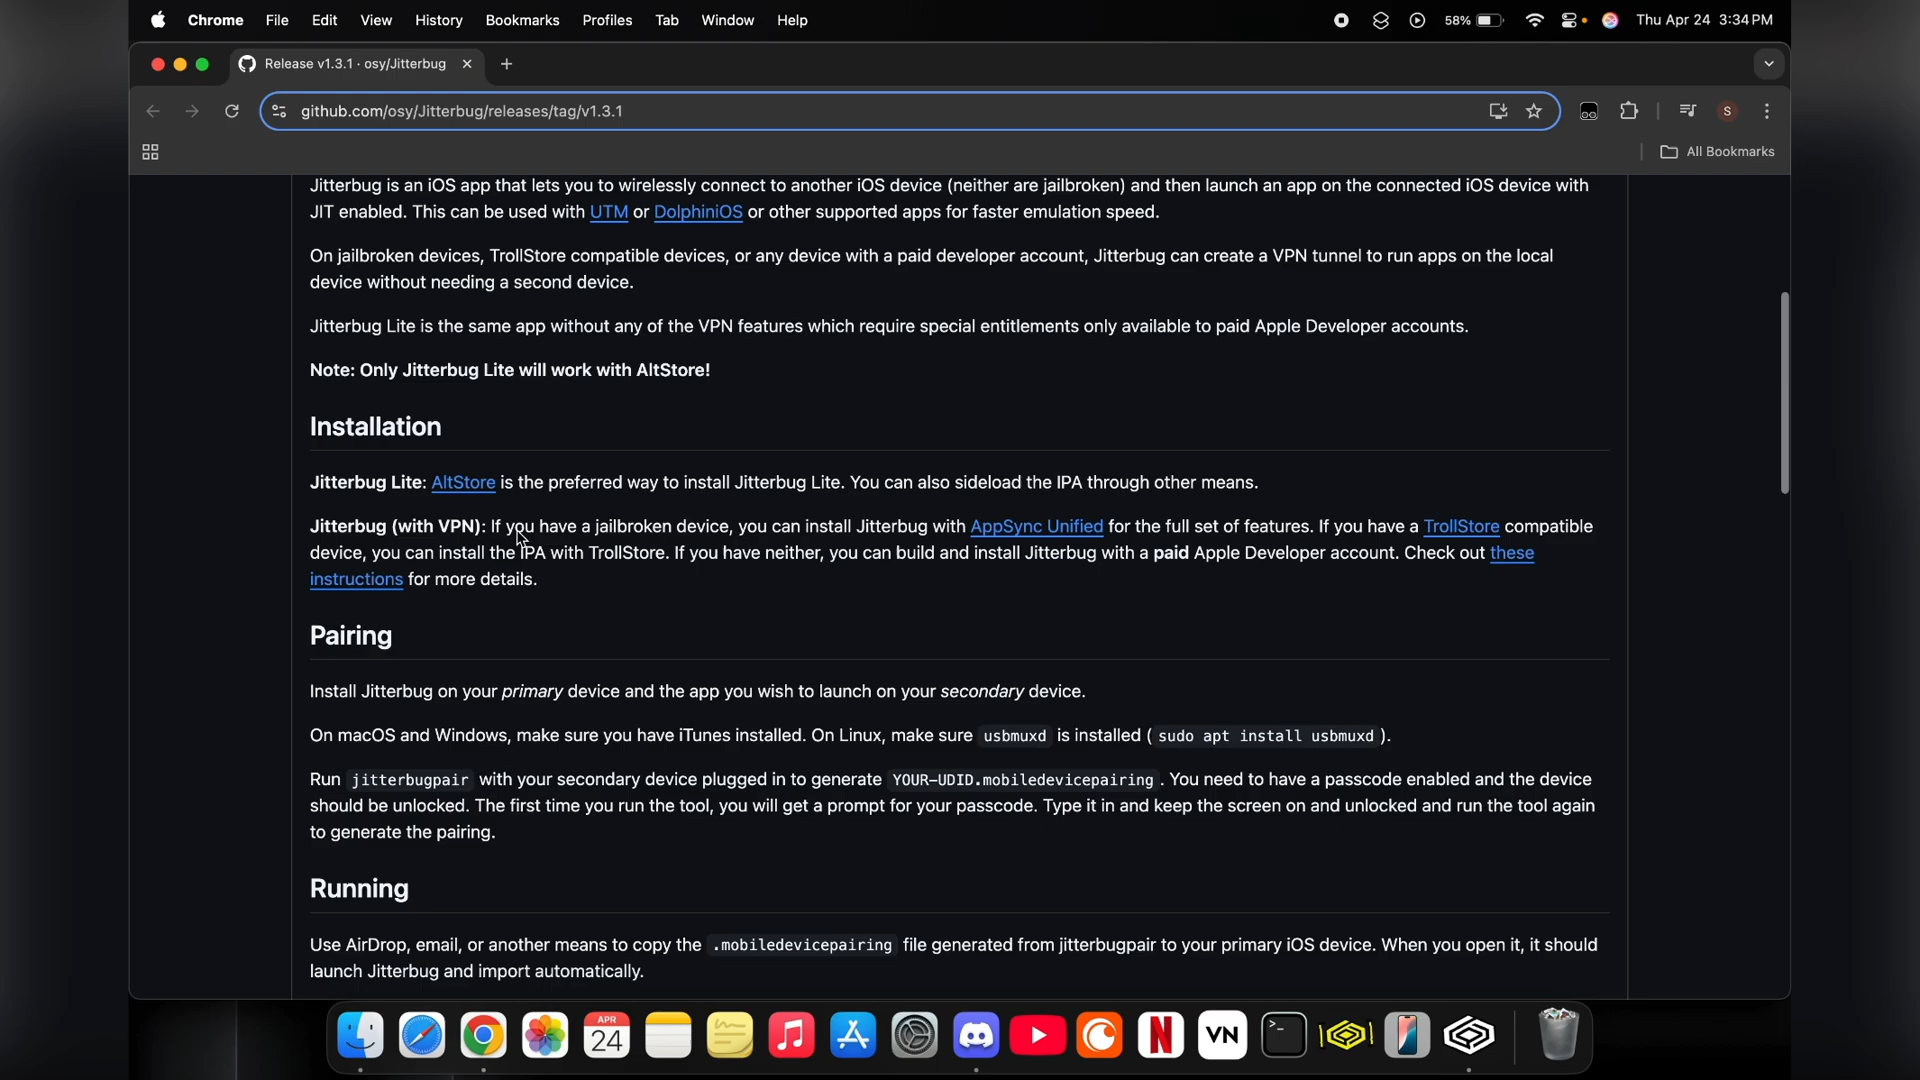 Chrome File Edit View History Bookmarks Profiles Tab Window Help 58% Thu Apr 24 3:34 PM
Release v1.3.1 · osy/Jitterbug
github.com/osy/Jitterbug/releases/tag/v1.3.1 S
All Bookmarks
Jitterbug is an iOS app that lets you to wirelessly connect to another iOS device (neither are jailbroken) and then launch an app on the connected iOS device with
JIT enabled. This can be used with UTM or DolphiniOS or other supported apps for faster emulation speed.
On jailbroken devices, TrollStore compatible devices, or any device with a paid developer account, Jitterbug can create a VPN tunnel to run apps on the local
device without needing a second device.
Jitterbug Lite is the same app without any of the VPN features which require special entitlements only available to paid Apple Developer accounts.
Note: Only Jitterbug Lite will work with AltStore!
Installation
Jitterbug Lite: AltStore is the preferred way to install Jitterbug Lite. You can also sideload the IPA through other means.
Jitterbug (with VPN): If you have a jailbroken device, you can install Jitterbug with AppSync Unified for the full set of features. If you have a TrollStore compatible
device, you can install the IPA with TrollStore. If you have neither, you can build and install Jitterbug with a paid Apple Developer account. Check out these
instructions for more details.
Pairing
Install Jitterbug on your primary device and the app you wish to launch on your secondary device.
On macOS and Windows, make sure you have iTunes installed. On Linux, make sure usbmuxd is installed ( sudo apt install usbmuxd ).
Run jitterbugpair with your secondary device plugged in to generate YOUR-UDID.mobiledevicepairing . You need to have a passcode enabled and the device
should be unlocked. The first time you run the tool, you will get a prompt for your passcode. Type it in and keep the screen on and unlocked and run the tool again
to generate the pairing.
Running
Use AirDrop, email, or another means to copy the .mobiledevicepairing file generated from jitterbugpair to your primary iOS device. When you open it, it should
launch Jitterbug and import automatically.
APR
24
N
VN
>_